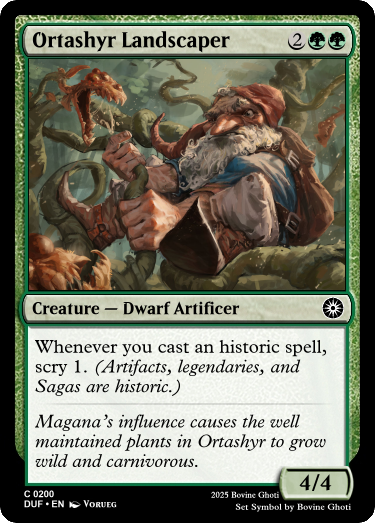 Ortashyr Landscaper 2
Creature — Dwarf Artificer
Whenever you cast an historic spell,
scry 1. (Artifacts, legendaries, and
Sagas are historic.)
Magana's influence causes the well
maintained plants in Ortashyr to grow
wild and carnivorous.
4/4
C 0200
DUF • EN Vorueg
2025 Bovine Ghoti
Set Symbol by Bovine Ghoti